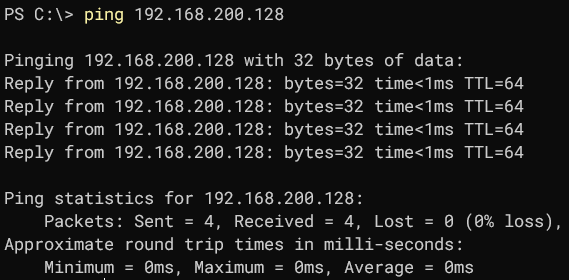 PS C:\> ping 192.168.200.128
Pinging 192.168.200.128 with 32 bytes of data:
Reply from 192.168.200.128: bytes=32 time<1ms TTL=64
Reply from 192.168.200.128: bytes=32 time<1ms TTL=64
Reply from 192.168.200.128: bytes=32 time<1ms TTL=64
Reply from 192.168.200.128: bytes=32 time<1ms TTL=64
Ping statistics for 192.168.200.128:
    Packets: Sent = 4, Received = 4, Lost = 0 (0% loss),
Approximate round trip times in milli-seconds:
    Minimum = 0ms, Maximum = 0ms, Average = 0ms